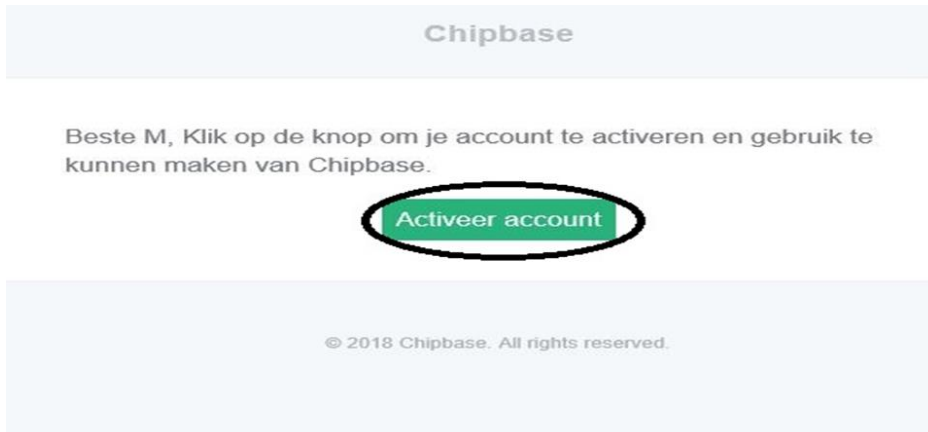 Chipbase
Beste M, Klik op de knop om je account te activeren en gebruik te
kunnen maken van Chipbase.
Activeer account
© 2018 Chipbase. All rights reserved.